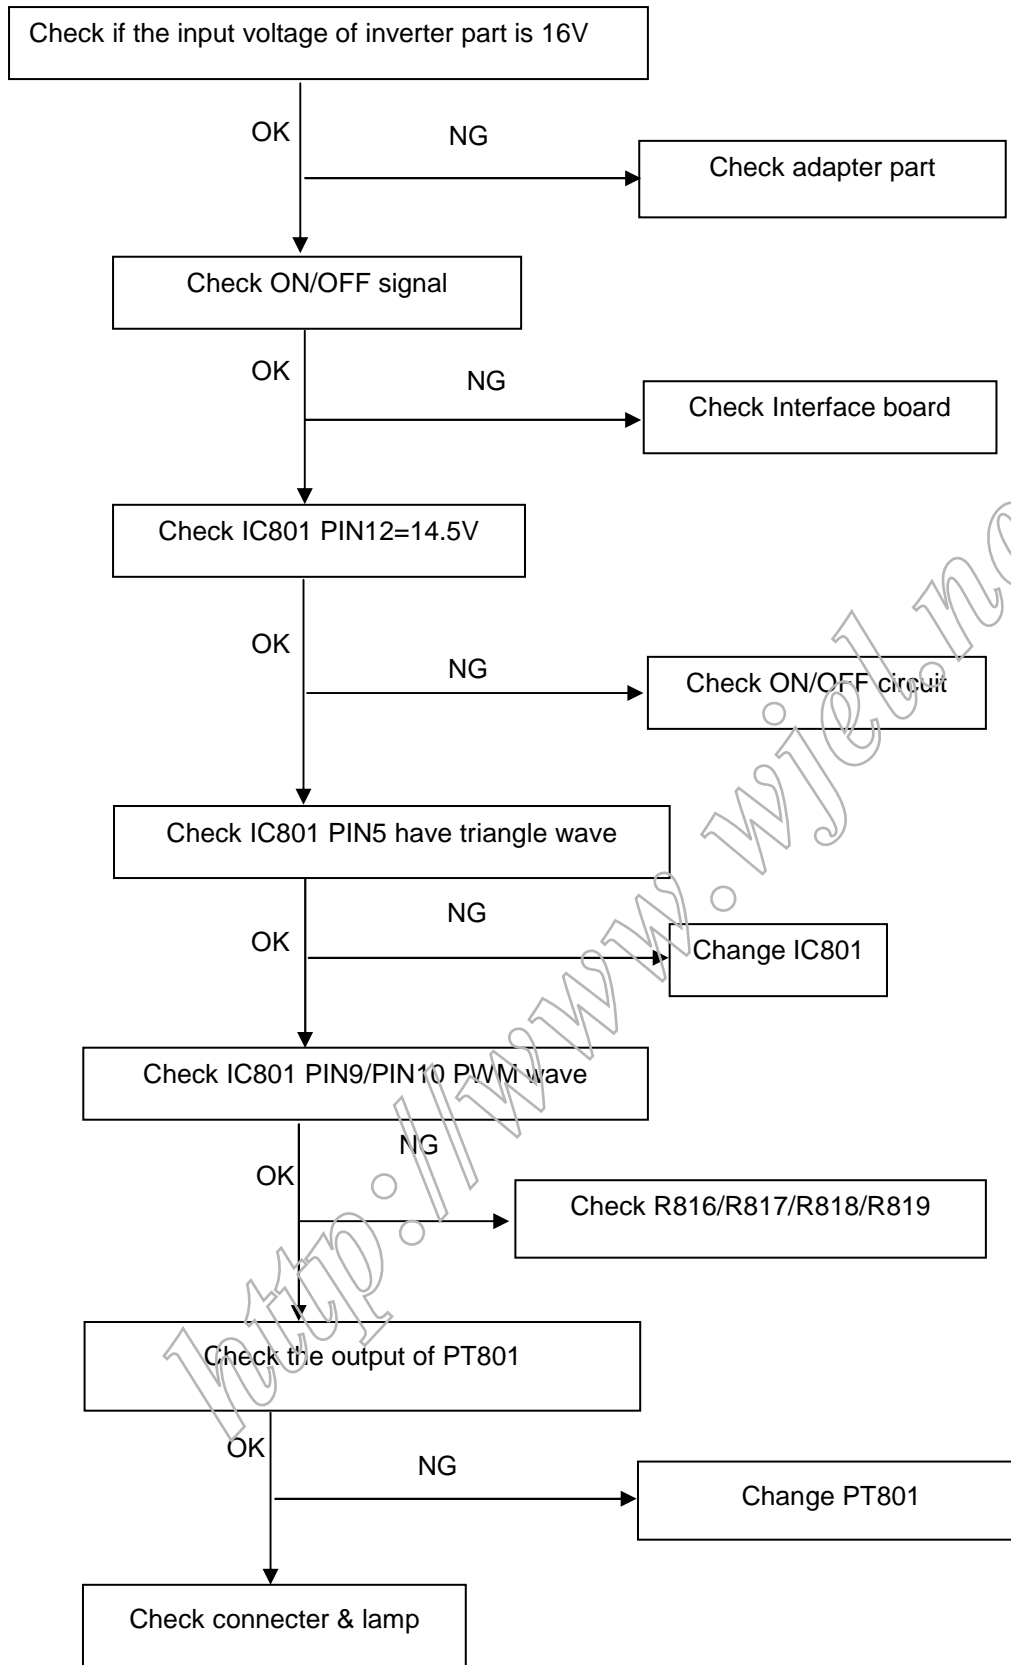 Check if the input voltage of inverter part is 16V
OK
NG
Check adapter part
Check ON/OFF signal
OK
NG
Check Interface board
Check IC801 PIN12=14.5V
OK
NG
Check ON/OFF circuit
Check IC801 PIN5 have triangle wave
NG
OK
Change IC801
Check IC801 PIN9/PIN10 PWM wave
NG
OK
Check R816/R817/R818/R819
Check the output of PT801
OK
NG
Change PT801
Check connecter & lamp
http://www.wjel.ne